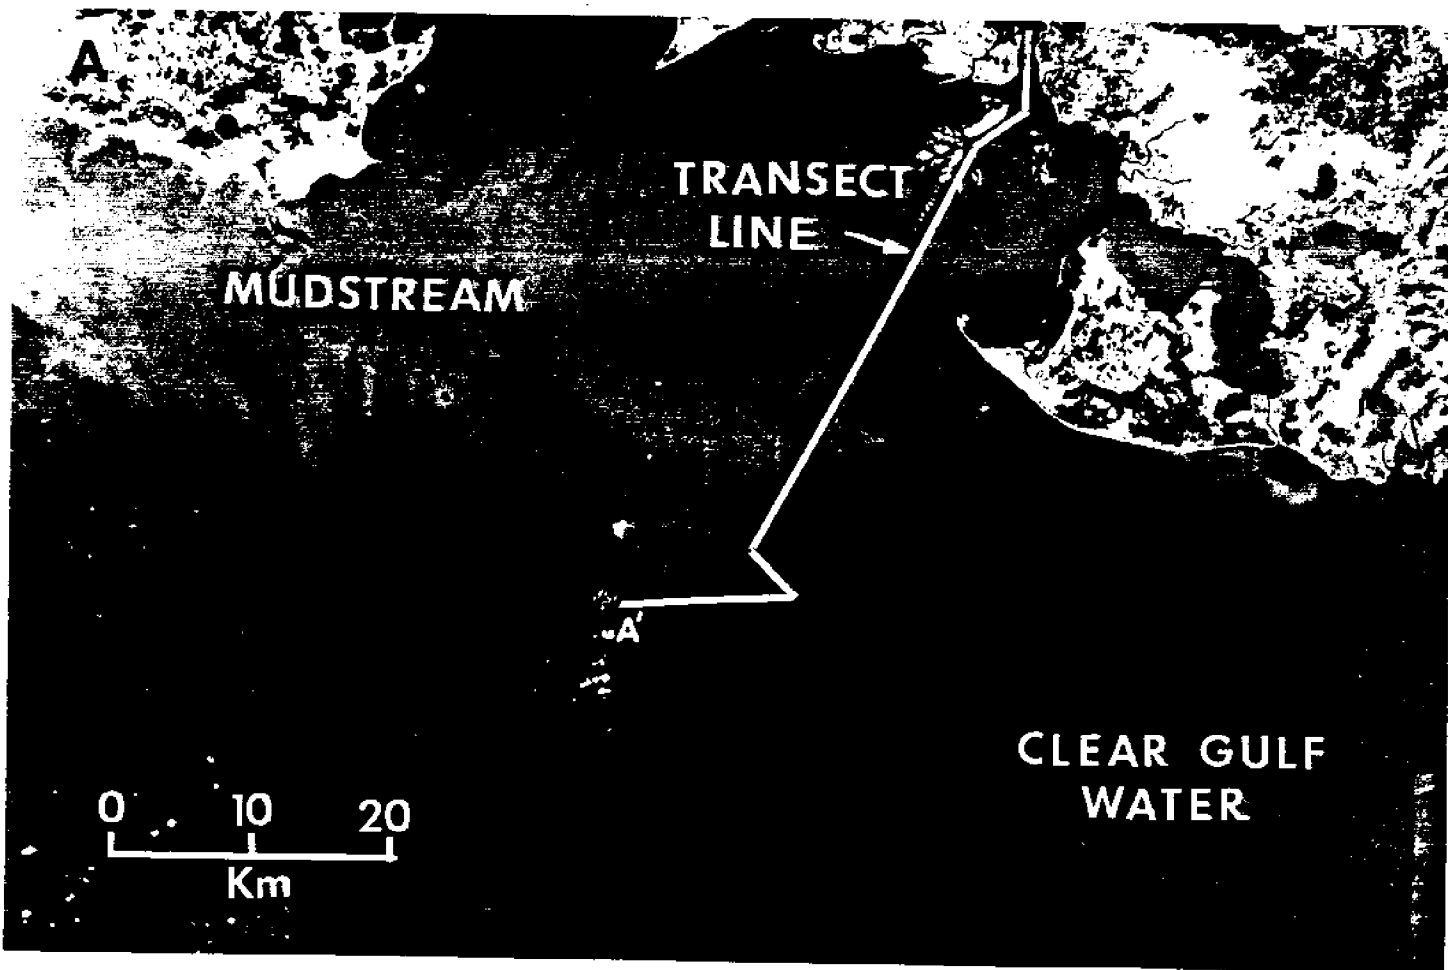 A
TRANSECT
LINE
MUDSTREAM
A'
CLEAR GULF
WATER
0 10 20
Km